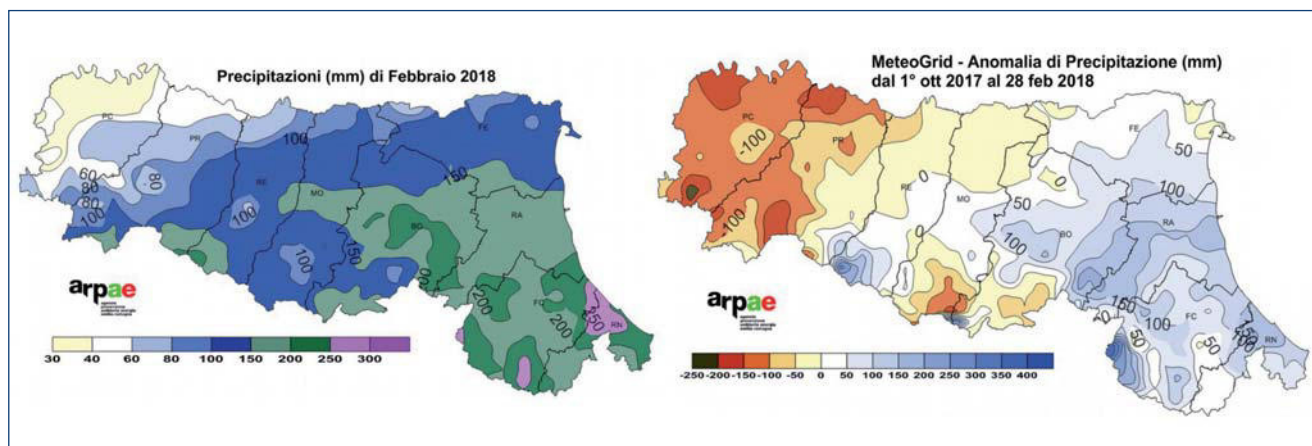 Precipitazioni (mm) di Febbraio 2018
PC
PR
RE
MO
BO
FE
RA
FC
RN
60
80
80
100
80
100
100
100
150
150
200
200
200
250
arpae
30 40 60 80 100 150 200 250 300
MeteoGrid - Anomalia di Precipitazione (mm)
dal 1° ott 2017 al 28 feb 2018
PC
PR
RE
MO
BO
FE
RA
FC
RN
-100
-100
0
0
0
50
50
100
100
150
50
100
50
arpae
-250 -200 -150 -100 -50 0 50 100 150 200 250 300 350 400